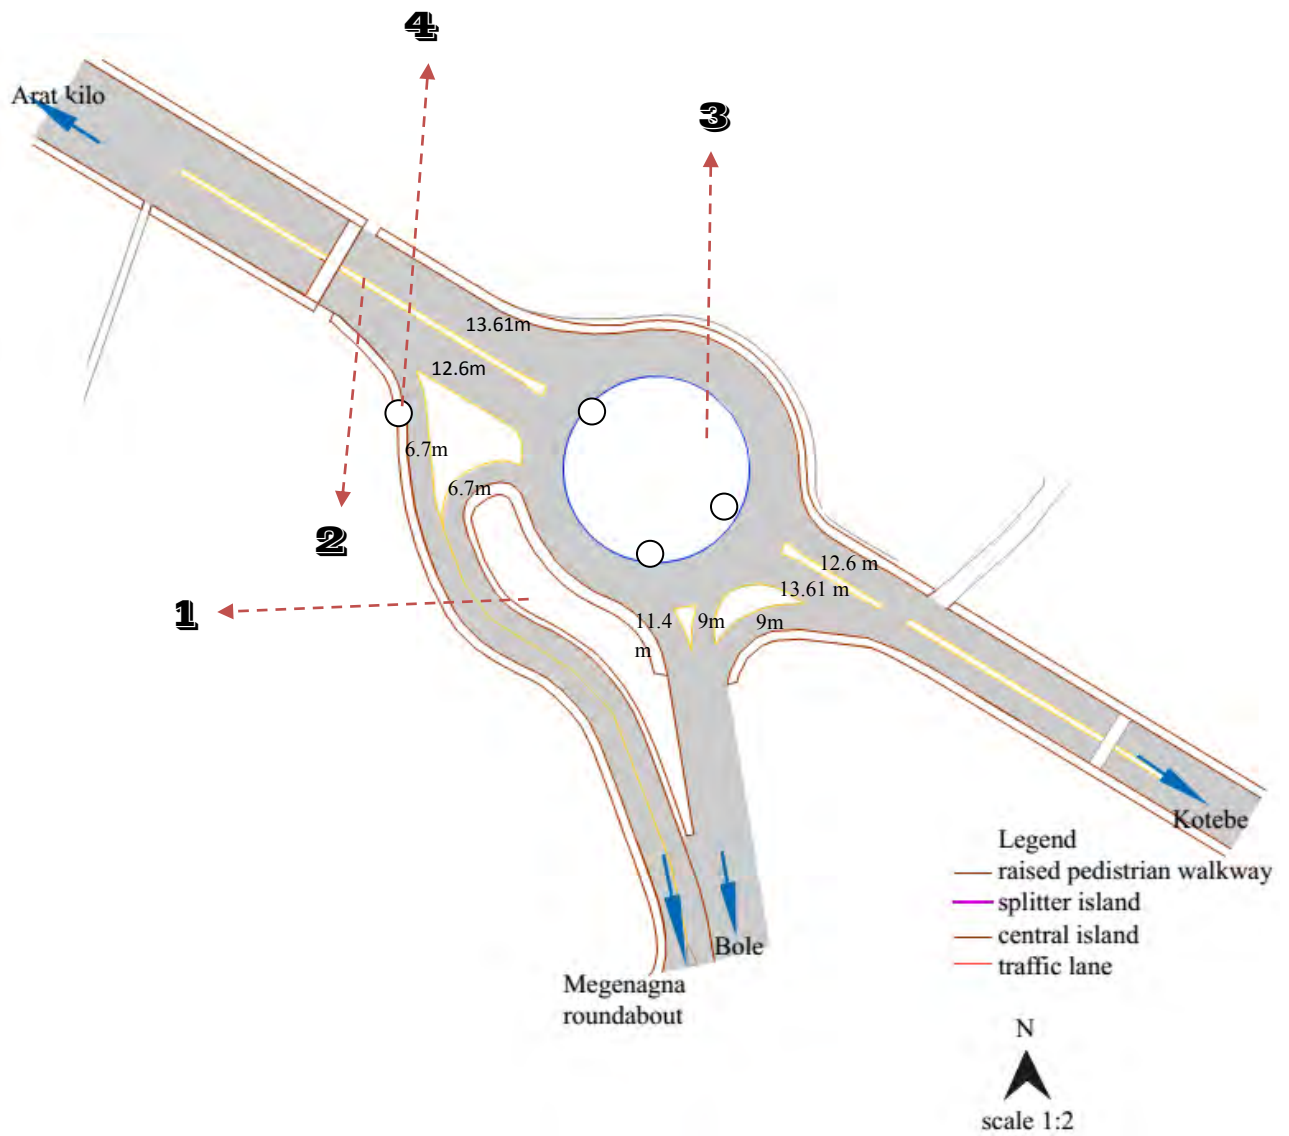 4
3
Arat kilo
13.61m
12.6m
6.7m
6.7m
2
12.6 m
13.61 m
1
11.4
m
9m
9m
Kotebe
Legend
raised pedistrian walkway
splitter island
central island
traffic lane
Bole
Megenagna
roundabout
N
scale 1:2